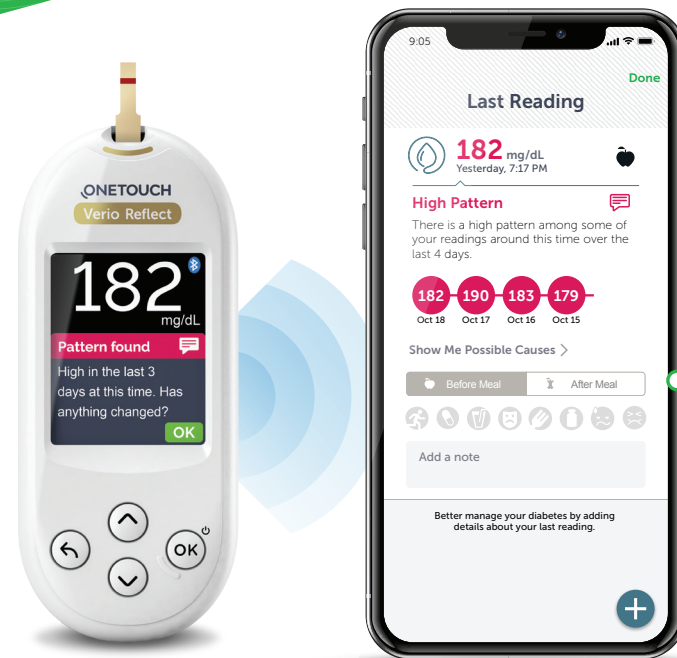 ONETOUCH
Verio Reflect
182
mg/dL
Pattern found
High in the last 3
days at this time. Has
anything changed?
OK
OK
9:05
Done
Last Reading
182 mg/dL
Yesterday, 7:17 PM
High Pattern
There is a high pattern among some of
your readings around this time over the
last 4 days.
182 190 183 179
Oct 18 Oct 17 Oct 16 Oct 15
Show Me Possible Causes >
Before Meal After Meal
Add a note
Better manage your diabetes by adding
details about your last reading.